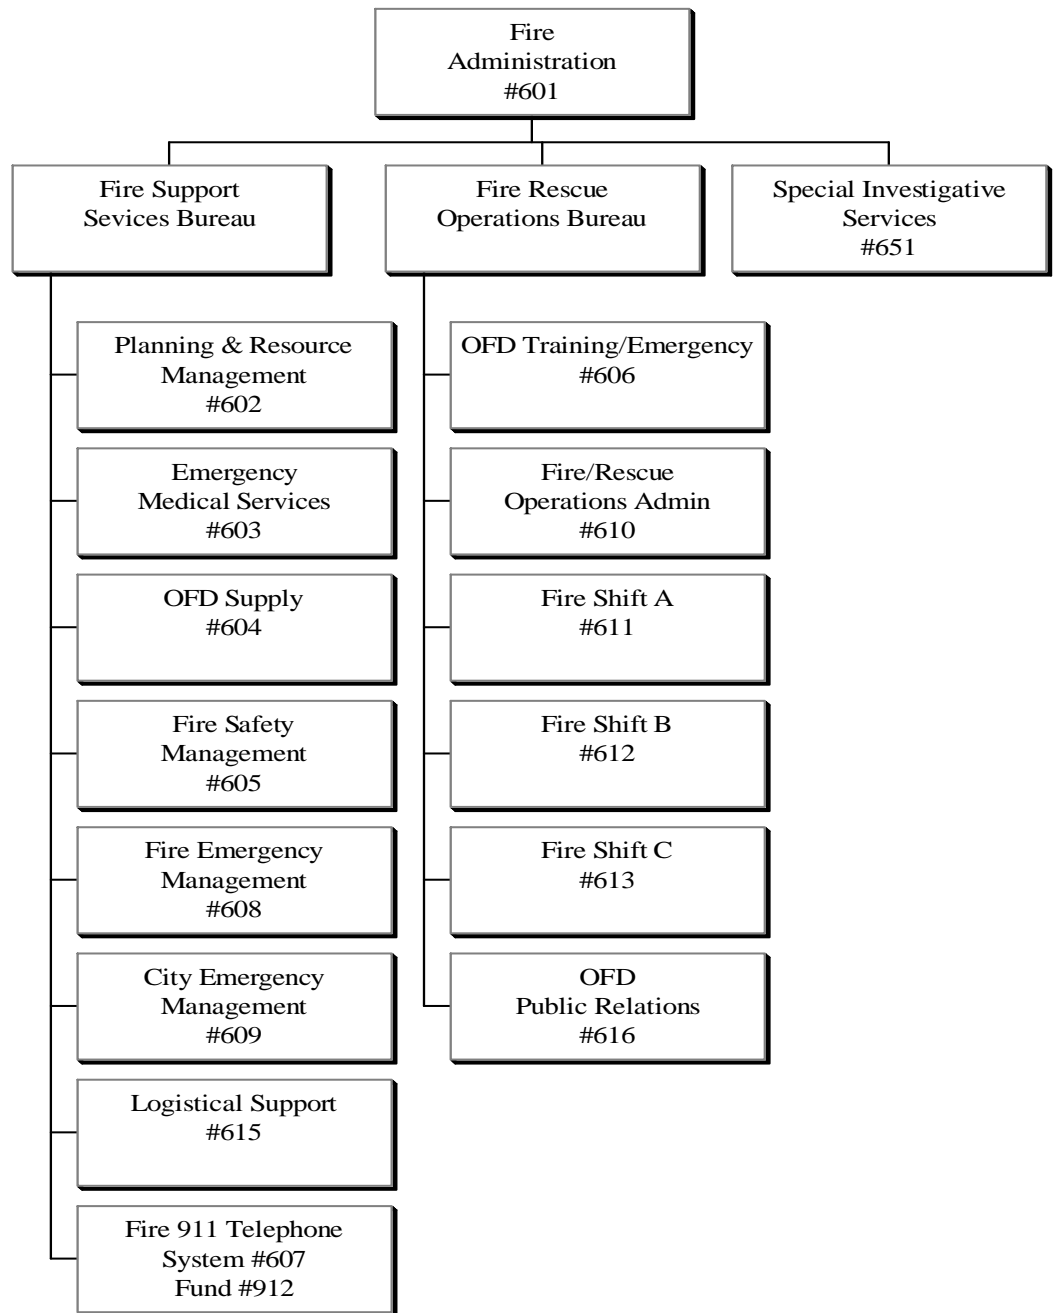 Fire
Administration
#601
Fire Support
Sevices Bureau
Fire Rescue
Operations Bureau
Special Investigative
Services
#651
Planning & Resource
Management
#602
Emergency
Medical Services
#603
OFD Supply
#604
Fire Safety
Management
#605
Fire Emergency
Management
#608
City Emergency
Management
#609
Logistical Support
#615
Fire 911 Telephone
System #607
Fund #912
OFD Training/Emergency
#606
Fire/Rescue
Operations Admin
#610
Fire Shift A
#611
Fire Shift B
#612
Fire Shift C
#613
OFD
Public Relations
#616